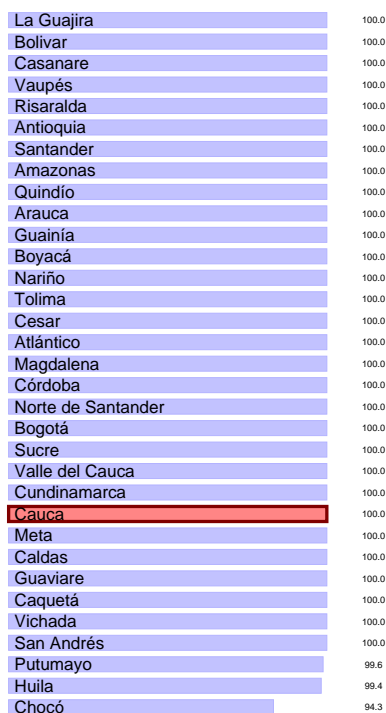 La Guajira 100.0
Bolivar 100.0
Casanare 100.0
Vaupés 100.0
Risaralda 100.0
Antioquia 100.0
Santander 100.0
Amazonas 100.0
Quindío 100.0
Arauca 100.0
Guainía 100.0
Boyacá 100.0
Nariño 100.0
Tolima 100.0
Cesar 100.0
Atlántico 100.0
Magdalena 100.0
Córdoba 100.0
Norte de Santander 100.0
Bogotá 100.0
Sucre 100.0
Valle del Cauca 100.0
Cundinamarca 100.0
Cauca 100.0
Meta 100.0
Caldas 100.0
Guaviare 100.0
Caquetá 100.0
Vichada 100.0
San Andrés 100.0
Putumayo 99.6
Huila 99.4
Chocó 94.3